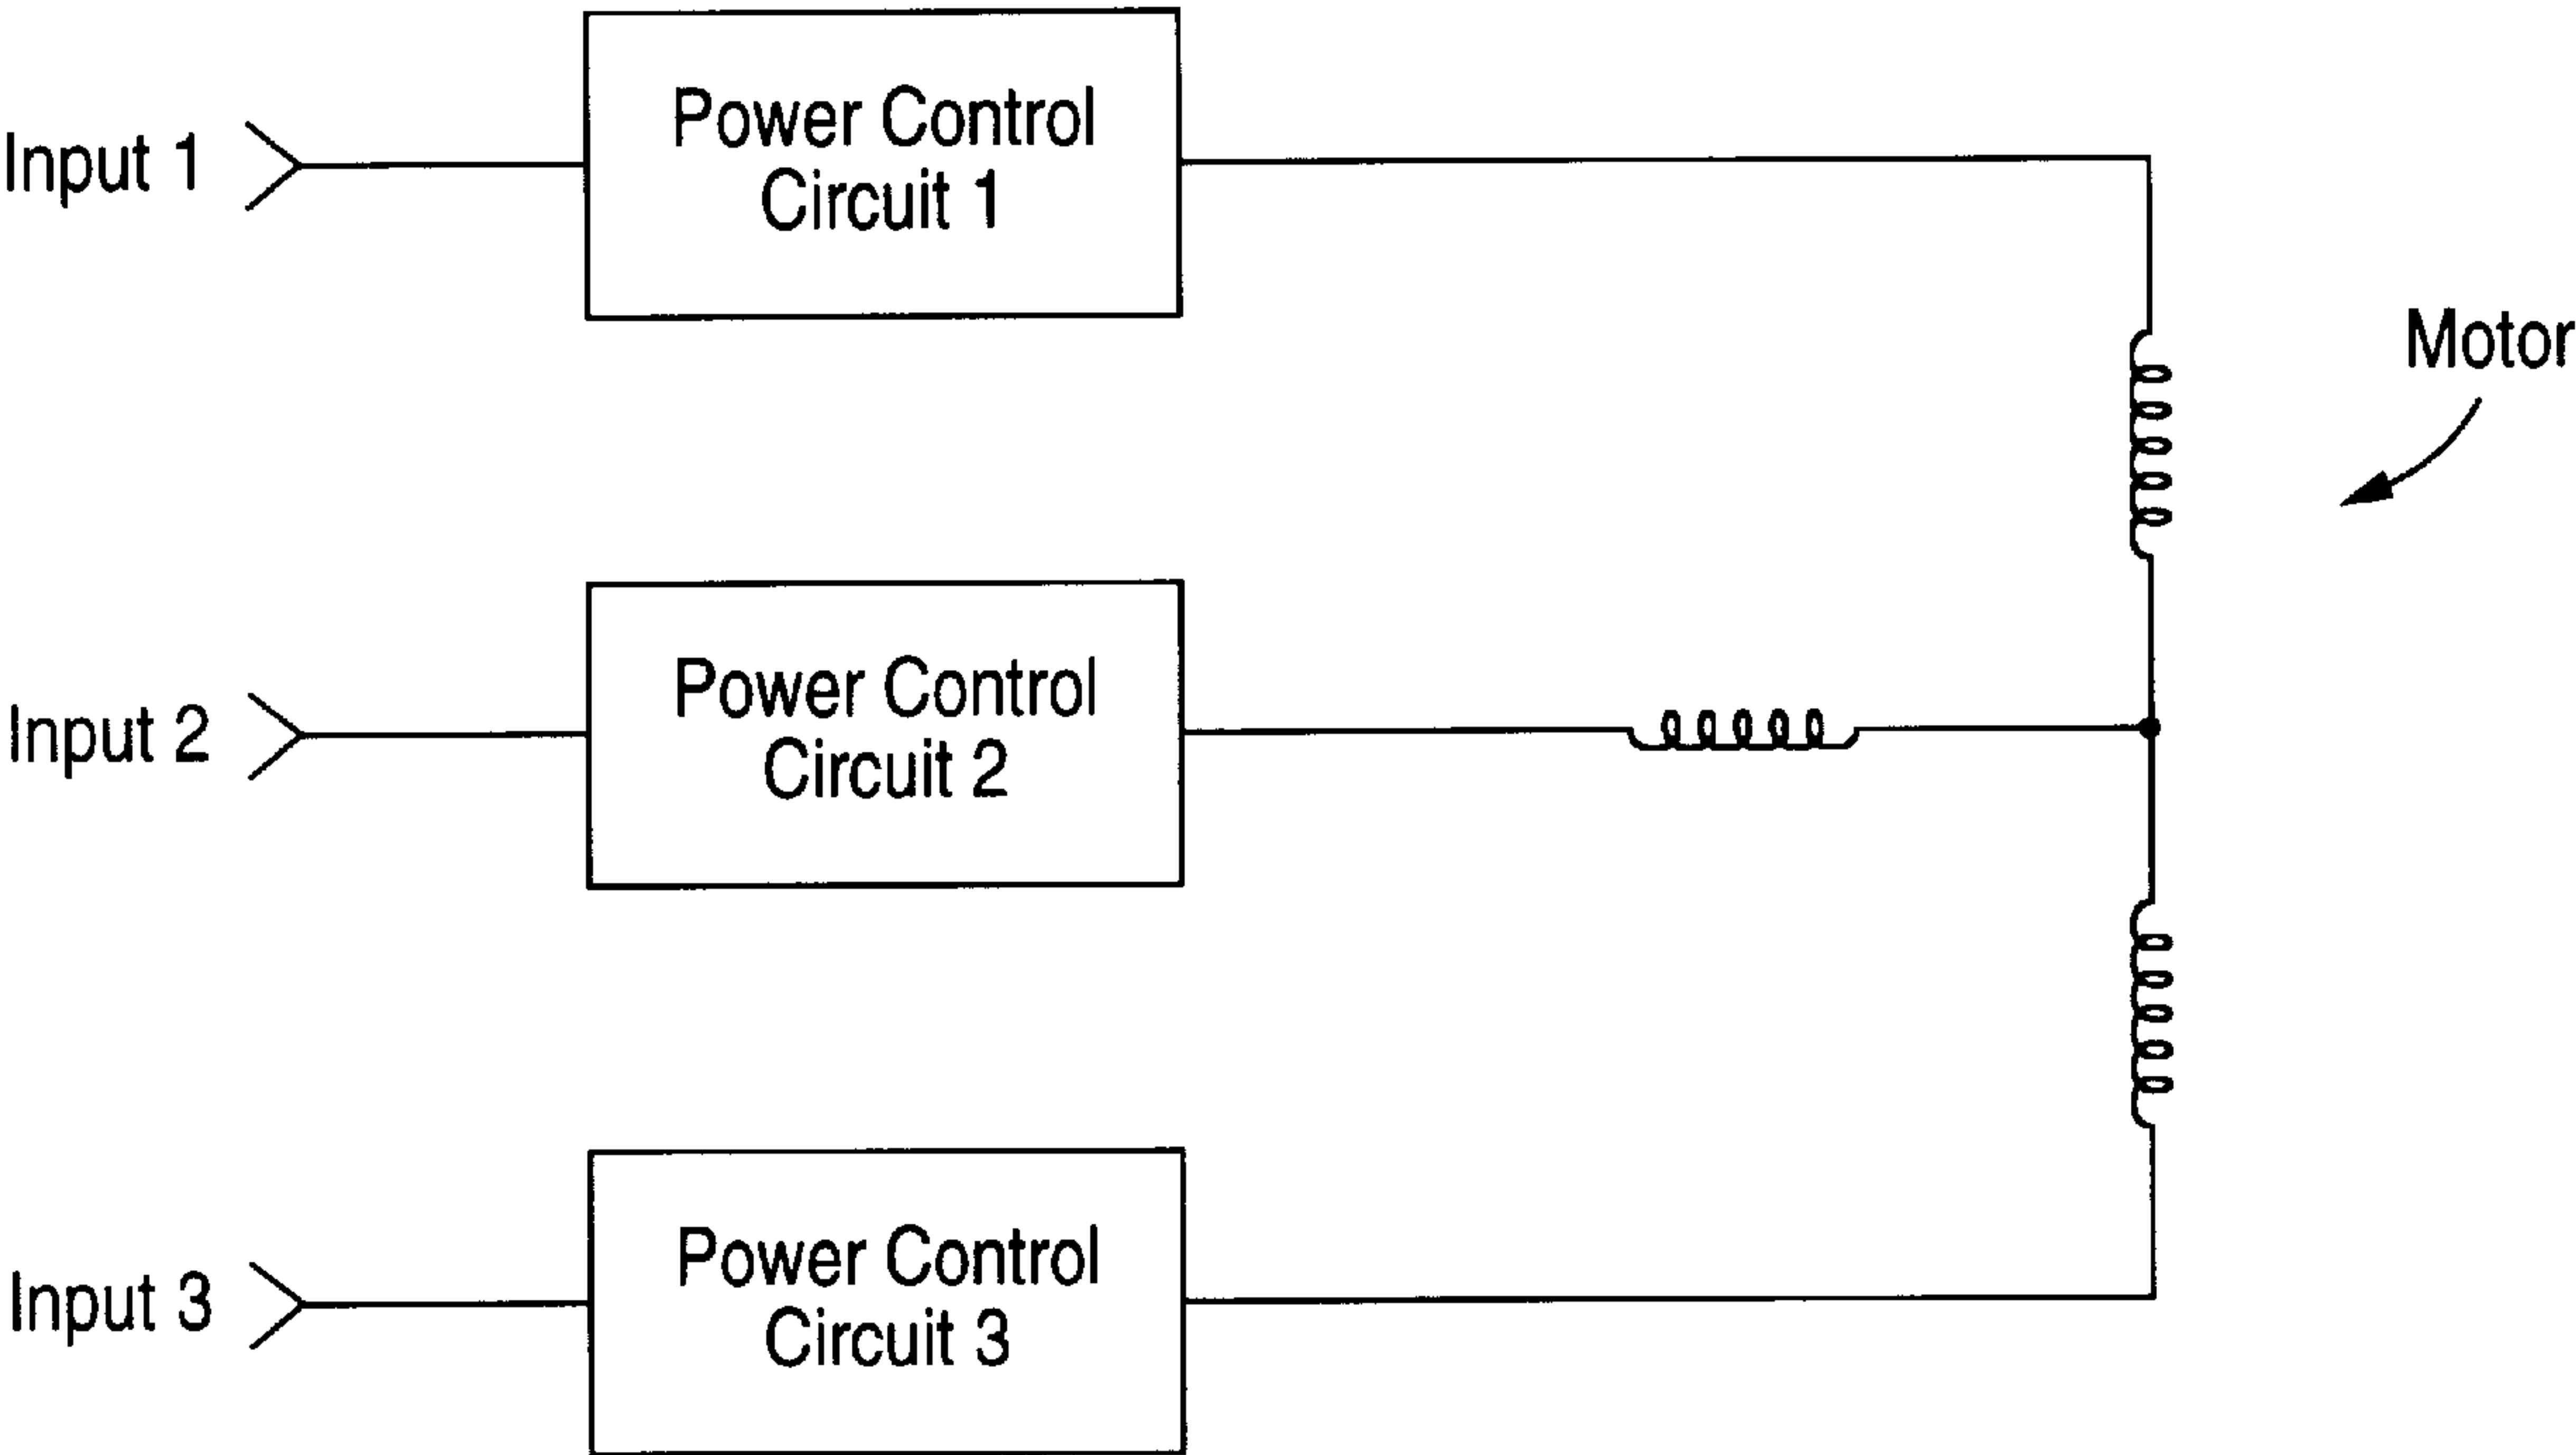 Input 1
Power Control
Circuit 1
Motor
Input 2
Power Control
Circuit 2
Input 3
Power Control
Circuit 3